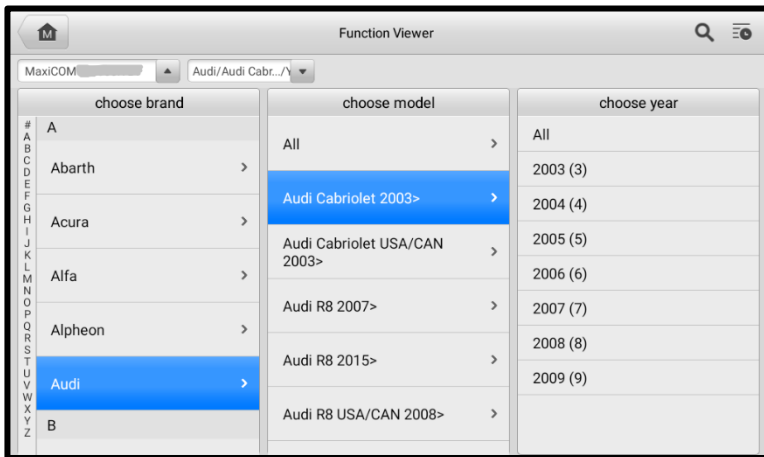 M
Function Viewer
MaxiCOM
Audi/Audi Cabr.../Y
choose brand
choose model
choose year
#
A
B
C
D
E
F
G
H
I
J
K
L
M
N
O
P
Q
R
S
T
U
V
W
X
Y
Z
A
Abarth
Acura
Alfa
Alpheon
Audi
B
All
Audi Cabriolet 2003>
Audi Cabriolet USA/CAN
2003>
Audi R8 2007>
Audi R8 2015>
Audi R8 USA/CAN 2008>
All
2003 (3)
2004 (4)
2005 (5)
2006 (6)
2007 (7)
2008 (8)
2009 (9)